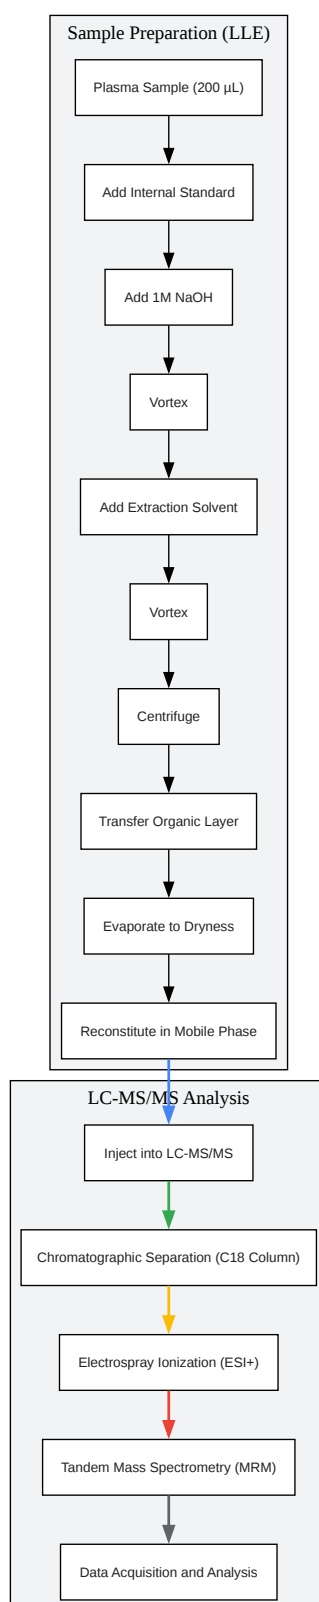 Sample Preparation (LLE)
Plasma Sample (200 µL)
Add Internal Standard
Add 1M NaOH
Vortex
Add Extraction Solvent
Vortex
Centrifuge
Transfer Organic Layer
Evaporate to Dryness
Reconstitute in Mobile Phase
LC-MS/MS Analysis
Inject into LC-MS/MS
Chromatographic Separation (C18 Column)
Electrospray Ionization (ESI+)
Tandem Mass Spectrometry (MRM)
Data Acquisition and Analysis